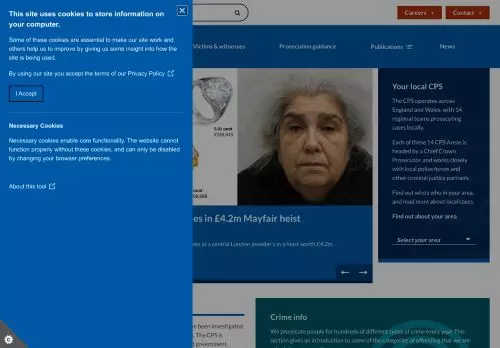 This site uses cookies to store information on
your computer.
Some of these cookies are essential to make our site work and
others help us to improve by giving us some insight into how the
site is being used.
By using our site you accept the terms of our Privacy Policy
I Accept
Necessary Cookies
Necessary cookies enable core functionality. The website cannot
function properly without these cookies, and can only be disabled
by changing your browser preferences.
About this tool
Careers
Contact
Victims & witnesses
Prosecution guidance
Publications
News
5.0b cost
es in £4.2m Mayfair heist
ies at a central London jeweller's in a heist worth £4.2m
Your local CPS
The CPS operates across
England and Wales, with 14
regional teams prosecuting
cases locally.
Each of these 14 CPS Areas is
headed by a Chief Crown
Prosecutor and works closely
with local police forces and
other criminal justice partners.
Find out who's who in your area,
and read more about local cases.
Find out about your area
Select your area
ve been investigated
s. The CPS is
government.
Crime info
We prosecute people for hundreds of different types of crime every year. This
section gives an introduction to some of the categories of offending that we are